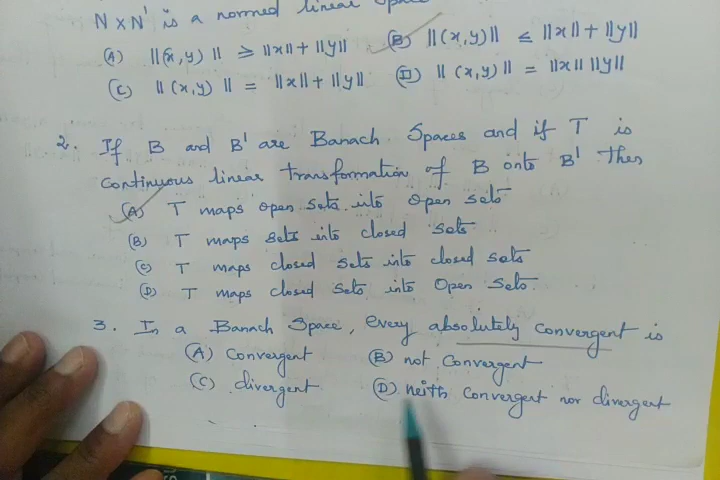 N X N' is a normed linear space
(A) ||(x,y)|| ≥ ||x|| + ||y|| (B) ||(x,y)|| ≤ ||x|| + ||y||
(C) ||(x,y)|| = ||x|| + ||y|| (D) ||(x,y)|| = ||x|| ||y||
2. If B and B' are Banach Spaces and if T is
continuous linear transformation of B onto B' then
(A) T maps open sets into open sets
(B) T maps sets into closed sets
(C) T maps closed sets into closed sets
(D) T maps closed sets into Open sets.
3. In a Banach Space, every absolutely convergent is
(A) convergent (B) not convergent
(C) divergent (D) neith convergent nor divergent